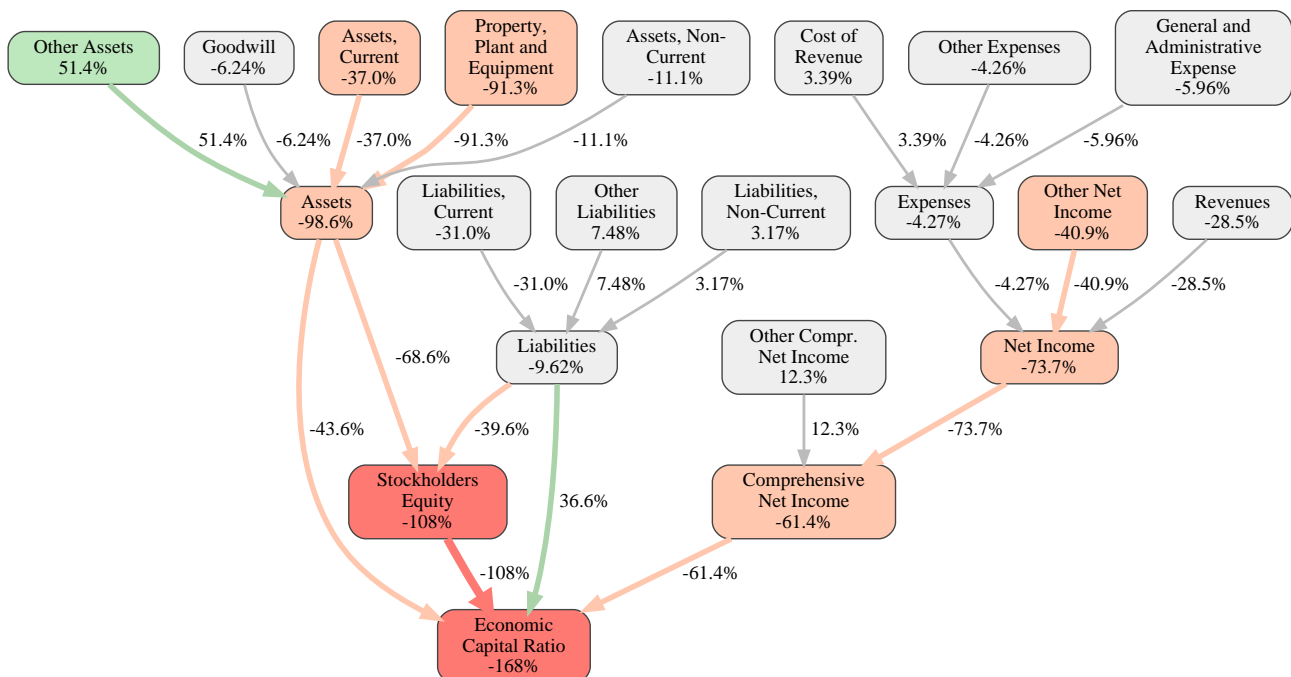 Other Assets
51.4%
Goodwill
-6.24%
Assets,
Current
-37.0%
Property,
Plant and
Equipment
-91.3%
Assets, Non-
Current
-11.1%
Cost of
Revenue
3.39%
Other Expenses
-4.26%
General and
Administrative
Expense
-5.96%
51.4%
-6.24%
-37.0%
-91.3%
-11.1%
3.39%
-4.26%
-5.96%
Assets
-98.6%
Liabilities,
Current
-31.0%
Other
Liabilities
7.48%
Liabilities,
Non-Current
3.17%
Expenses
-4.27%
Other Net
Income
-40.9%
Revenues
-28.5%
-31.0%
7.48%
3.17%
-4.27%
-40.9%
-28.5%
-68.6%
Liabilities
-9.62%
Other Compr.
Net Income
12.3%
Net Income
-73.7%
-43.6%
-39.6%
12.3%
-73.7%
Stockholders
Equity
-108%
36.6%
Comprehensive
Net Income
-61.4%
-108%
-61.4%
Economic
Capital Ratio
-168%